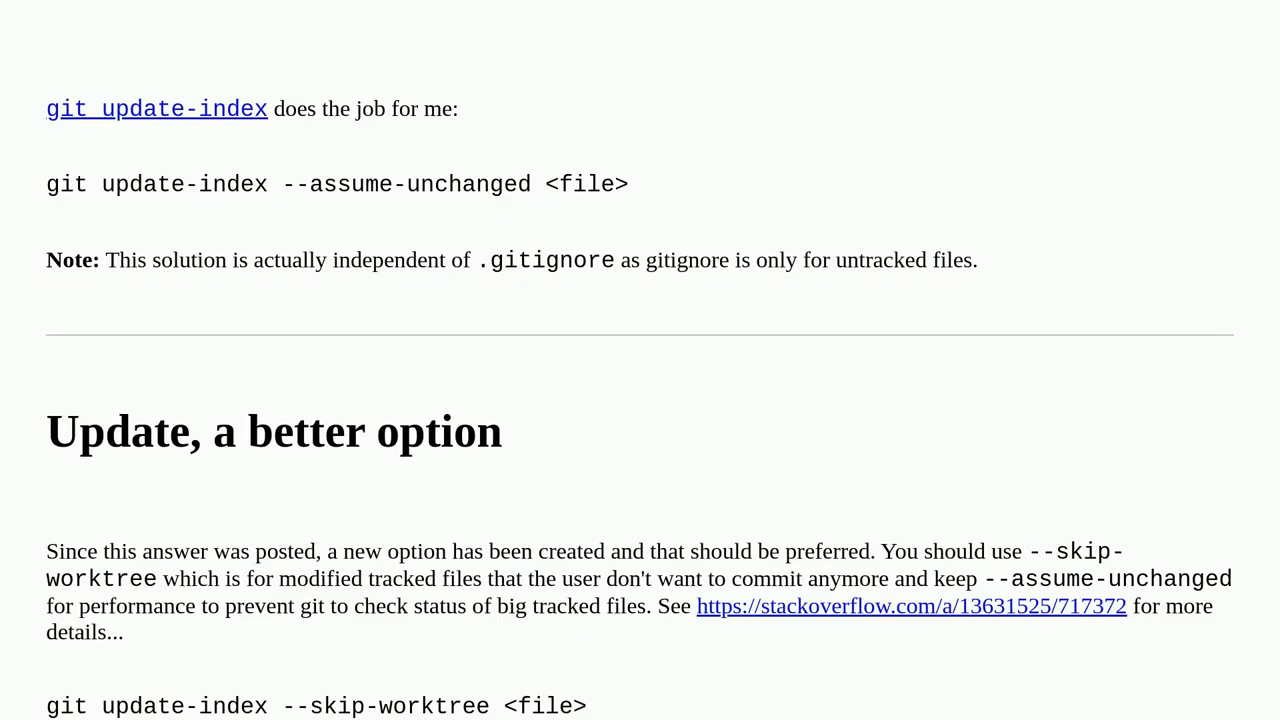 git update-index does the job for me:
git update-index --assume-unchanged <file>
Note: This solution is actually independent of .gitignore as gitignore is only for untracked files.
Update, a better option
Since this answer was posted, a new option has been created and that should be preferred. You should use --skip-
worktree which is for modified tracked files that the user don't want to commit anymore and keep --assume-unchanged
for performance to prevent git to check status of big tracked files. See https://stackoverflow.com/a/13631525/717372 for more
details...
git update-index --skip-worktree <file>